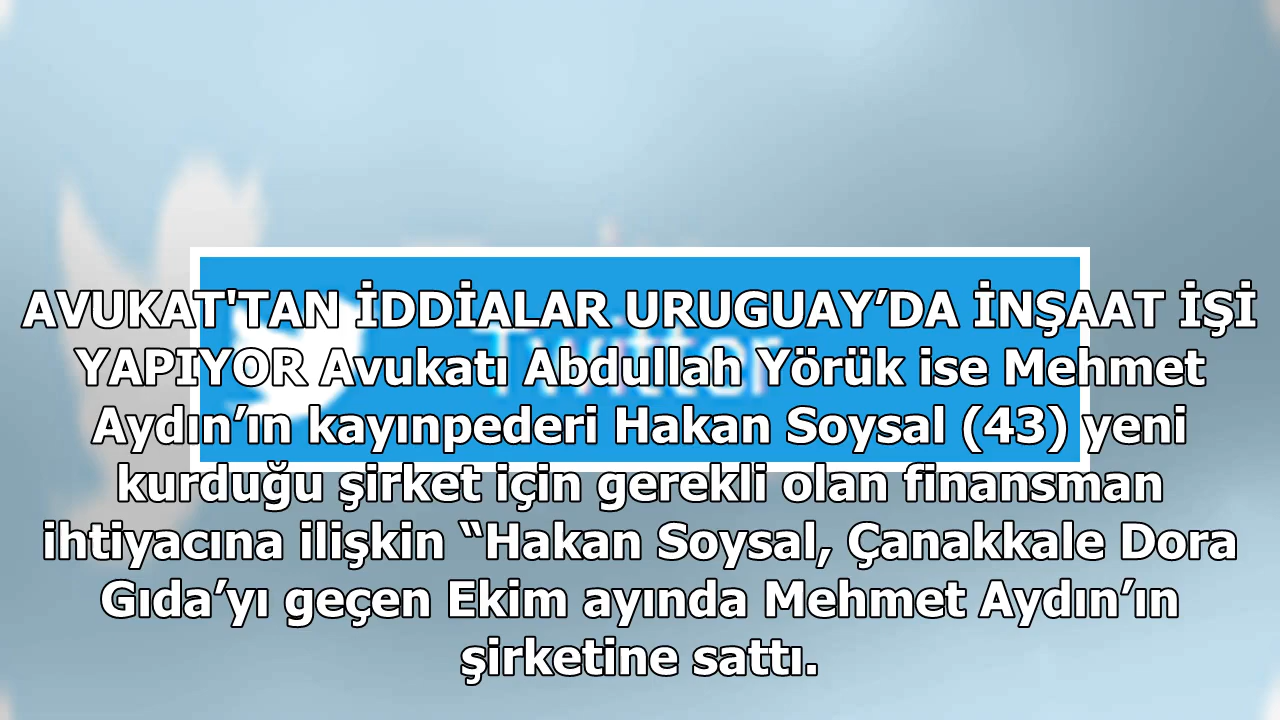 AVUKAT'TAN İDDİALAR URUGUAY’DA İNŞAAT İŞİ
YAPIYOR Avukatı Abdullah Yörük ise Mehmet
Aydın’ın kayınpederi Hakan Soysal (43) yeni
kurduğu şirket için gerekli olan finansman
ihtiyacına ilişkin “Hakan Soysal, Çanakkale Dora
Gıda’yı geçen Ekim ayında Mehmet Aydın’ın
şirketine sattı.
Twitter